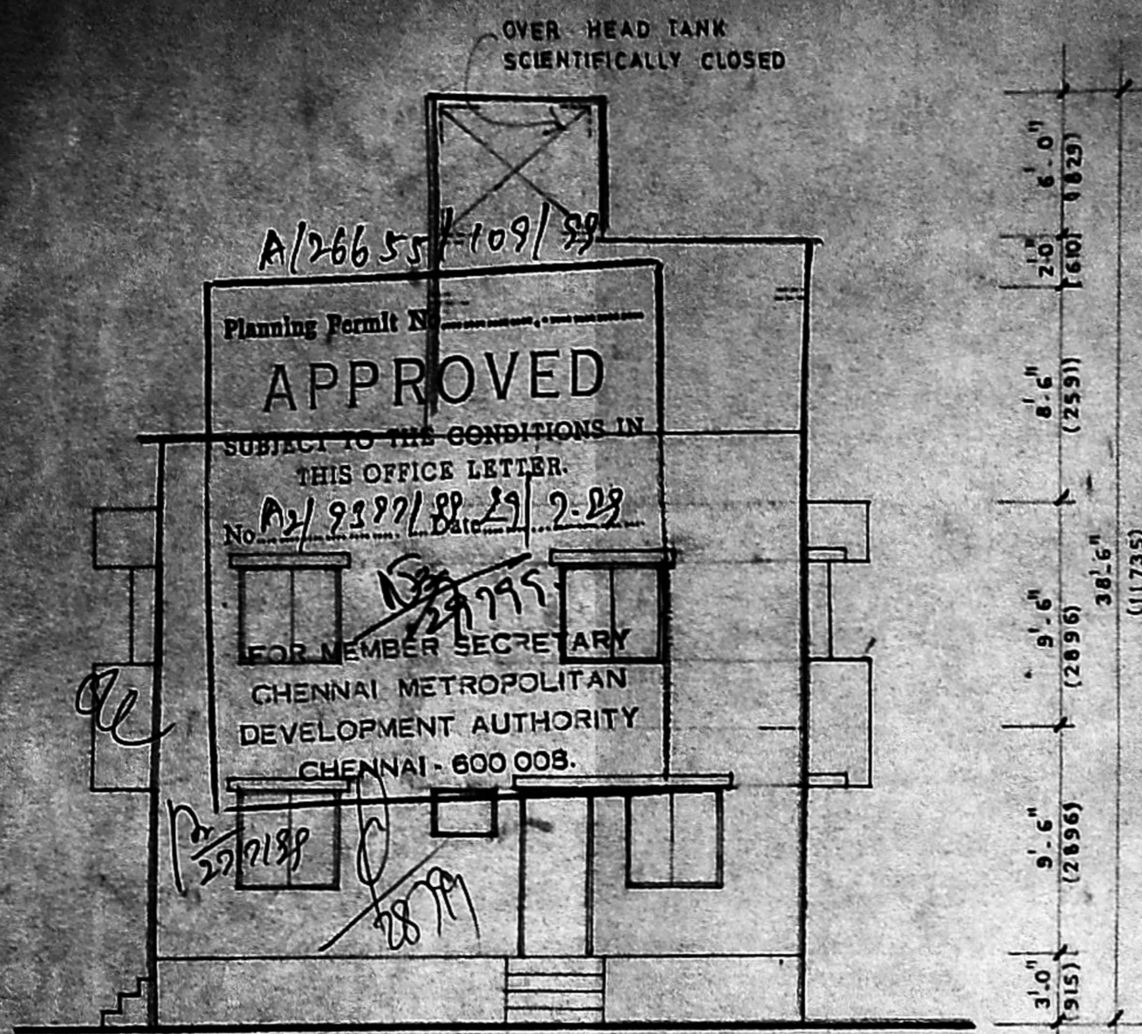 OVER HEAD TANK
SCIENTIFICALLY CLOSED
A/26655/109/99
Planning Permit N
APPROVED
SUBJECT TO THE CONDITIONS IN
THIS OFFICE LETTER.
No. Date
FOR MEMBER SECRETARY
CHENNAI METROPOLITAN
DEVELOPMENT AUTHORITY
CHENNAI - 600 008.
6'-0"
(1829)
2'-0"
(610)
8'-6"
(2591)
9'-6"
(2896)
9'-6"
(2896)
3'.0"
(915)
38'-6"
(11735)